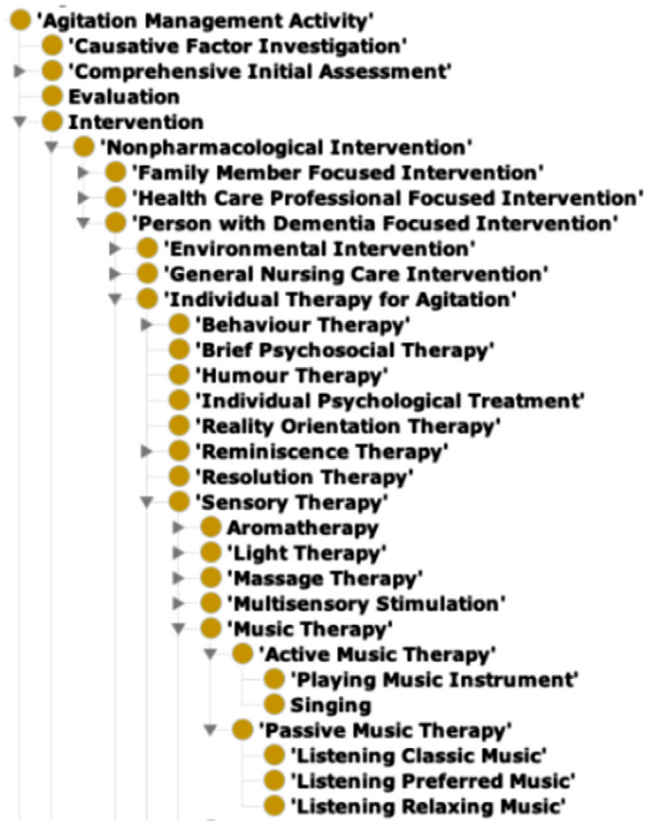 'Agitation Management Activity'
'Causative Factor Investigation'
'Comprehensive Initial Assessment'
Evaluation
Intervention
'Nonpharmacological Intervention'
'Family Member Focused Intervention'
'Health Care Professional Focused Intervention'
'Person with Dementia Focused Intervention'
'Environmental Intervention'
'General Nursing Care Intervention'
'Individual Therapy for Agitation'
'Behaviour Therapy'
'Brief Psychosocial Therapy'
'Humour Therapy'
'Individual Psychological Treatment'
'Reality Orientation Therapy'
'Reminiscence Therapy'
'Resolution Therapy'
'Sensory Therapy'
Aromatherapy
'Light Therapy'
'Massage Therapy'
'Multisensory Stimulation'
'Music Therapy'
'Active Music Therapy'
'Playing Music Instrument'
Singing
'Passive Music Therapy'
'Listening Classic Music'
'Listening Preferred Music'
'Listening Relaxing Music'